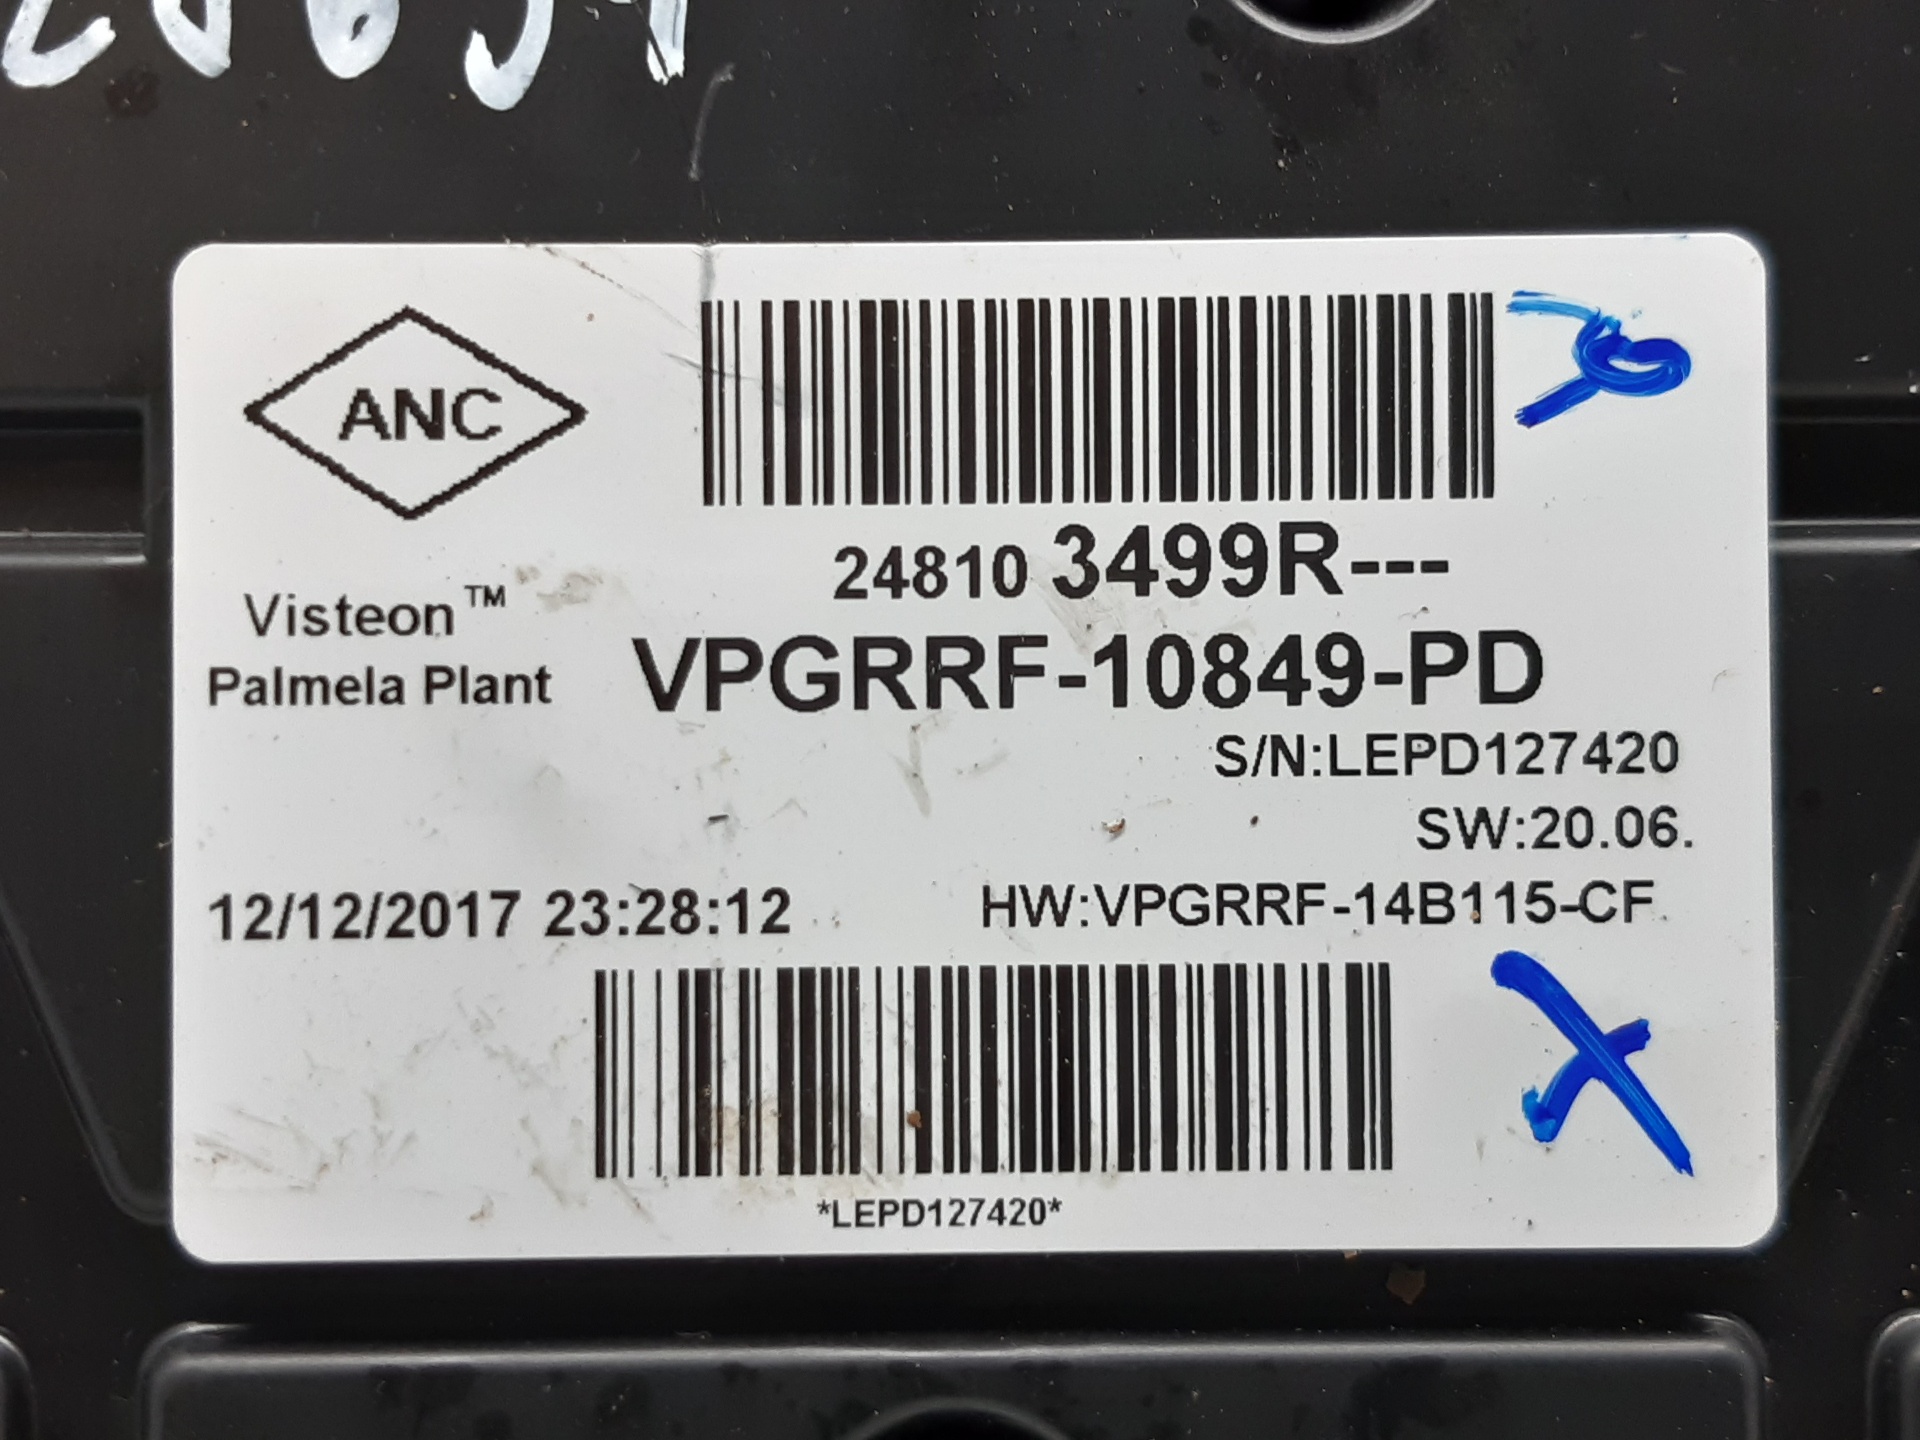 ANC
24810 3499R---
Visteon™
Palmela Plant
VPGRRF-10849-PD
S/N:LEPD127420
SW:20.06.
12/12/2017 23:28:12
HW:VPGRRF-14B115-CF
*LEPD127420*